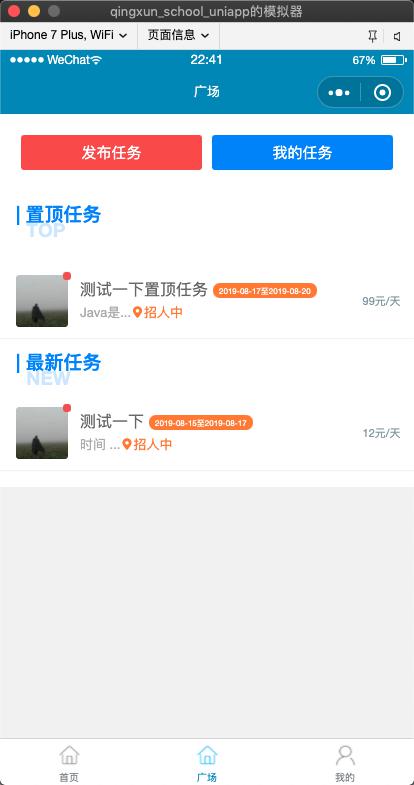 qingxun_school_uniapp的模拟器
iPhone 7 Plus, WiFi 页面信息
WeChat 22:41 67%
广场
发布任务 我的任务
置顶任务
TOP
测试一下置顶任务 2019-08-17至2019-08-20
Java是... 招人中 99元/天
最新任务
NEW
测试一下 2019-08-15至2019-08-17
时间 ... 招人中 12元/天
首页 广场 我的